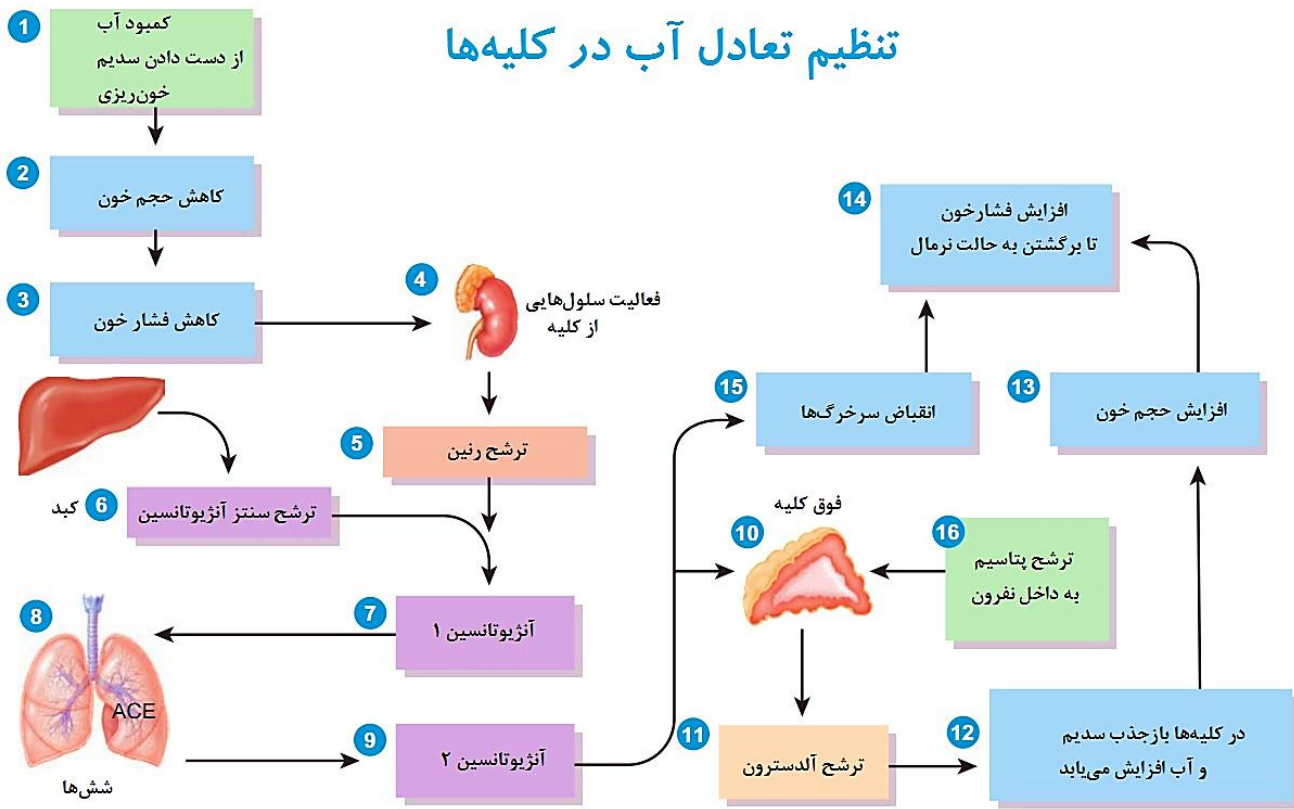 تنظیم تعادل آب در کلیه‌ها
1
کمبود آب
از دست دادن سدیم
خون‌ریزی
2
کاهش حجم خون
3
کاهش فشار خون
4
فعالیت سلول‌هایی
از کلیه
5
ترشح رنین
6
کبد
ترشح سنتز آنژیوتانسین
7
آنژیوتانسین ۱
8
ACE
شش‌ها
9
آنژیوتانسین ۲
10
فوق کلیه
11
ترشح آلدسترون
12
در کلیه‌ها بازجذب سدیم
و آب افزایش می‌یابد
13
افزایش حجم خون
14
افزایش فشارخون
تا برگشتن به حالت نرمال
15
انقباض سرخرگ‌ها
16
ترشح پتاسیم
به داخل نفرون